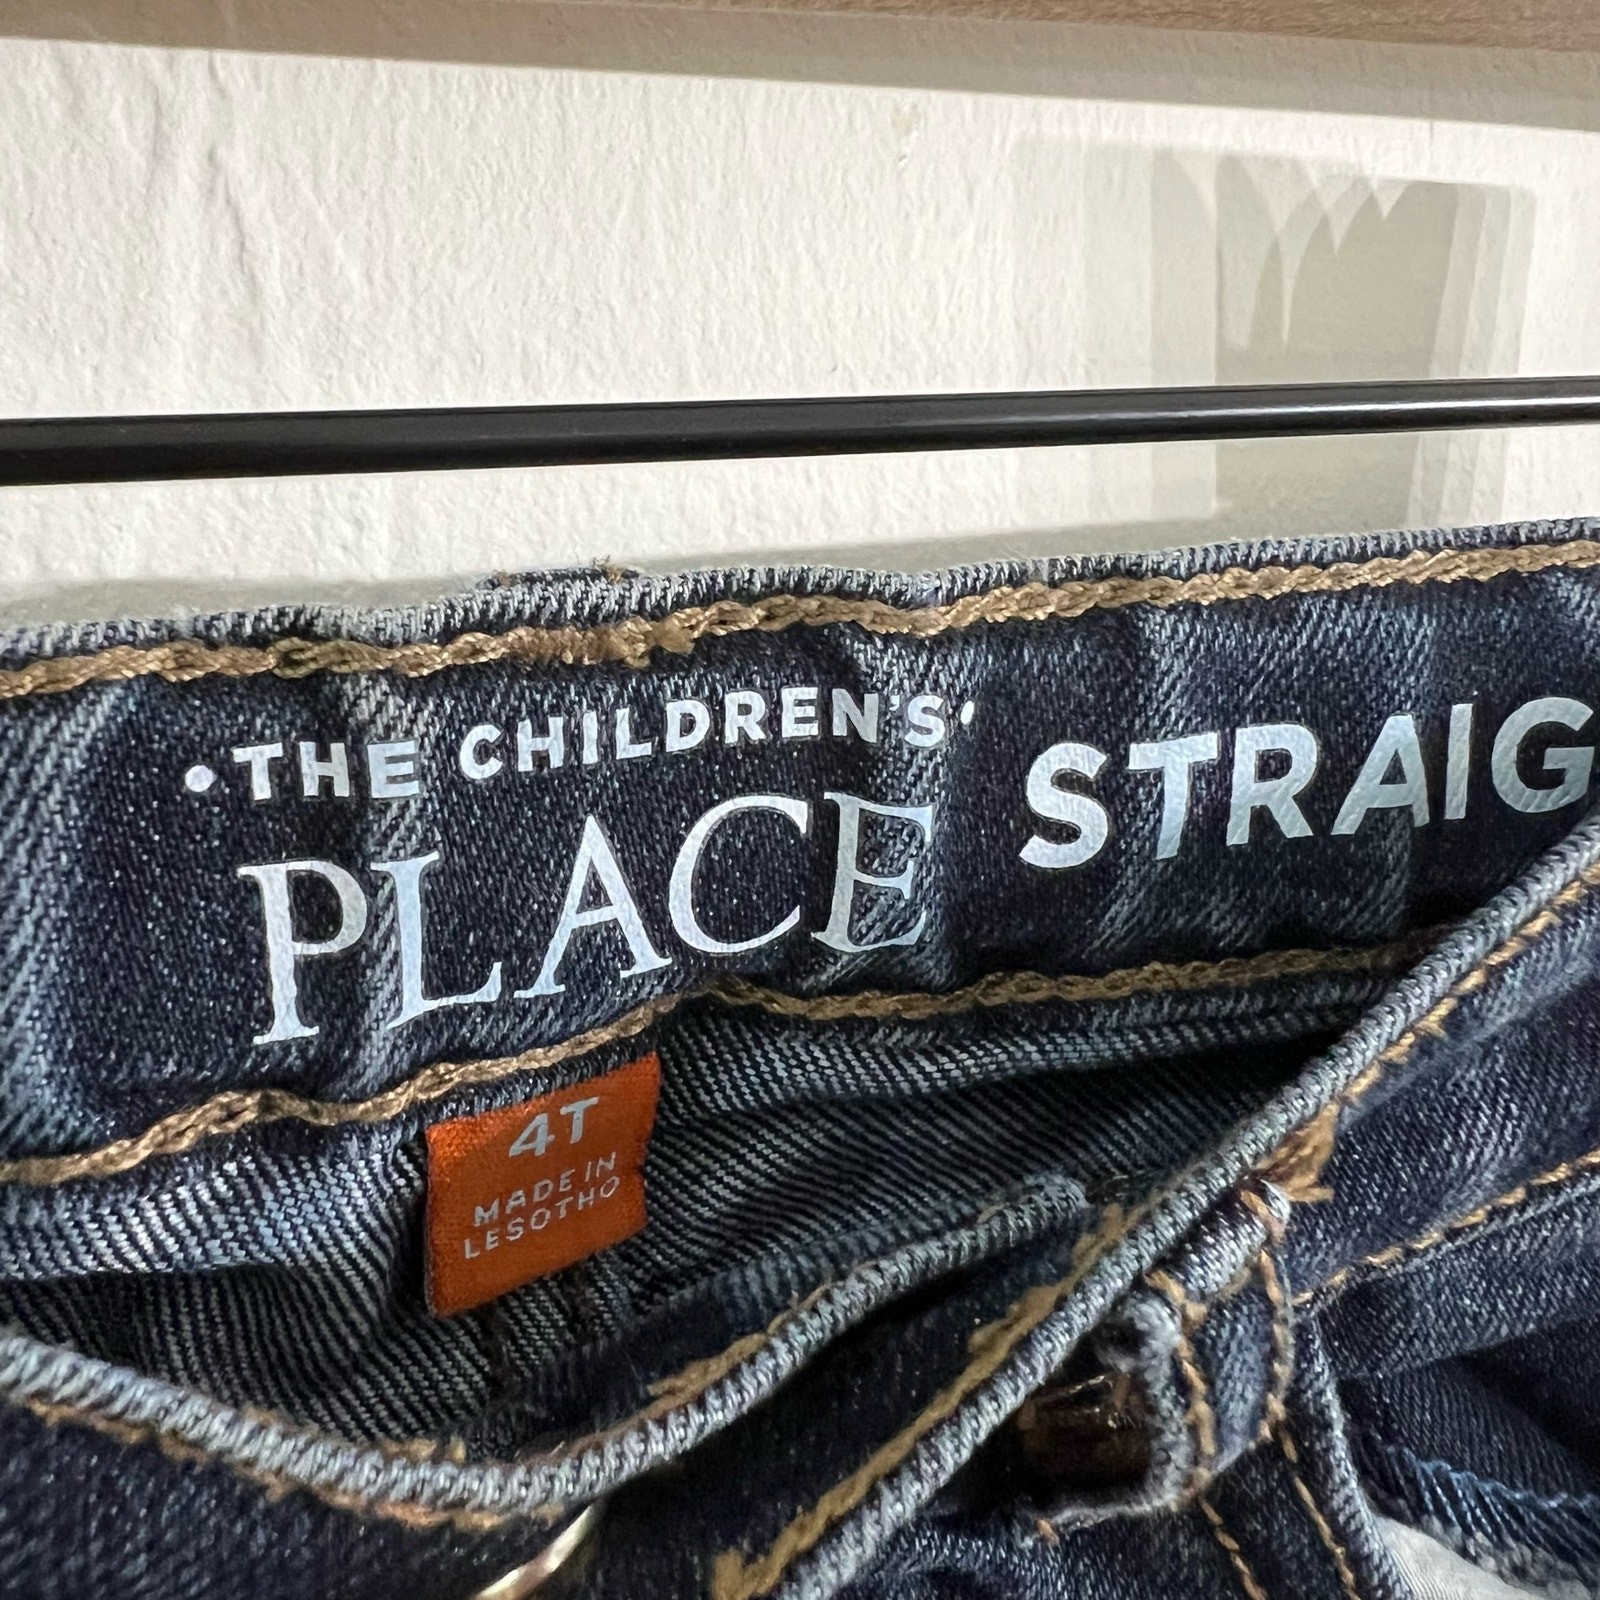 •THE CHILDREN'S•
PLACE
STRAIG
4T
MADE IN
LESOTHO